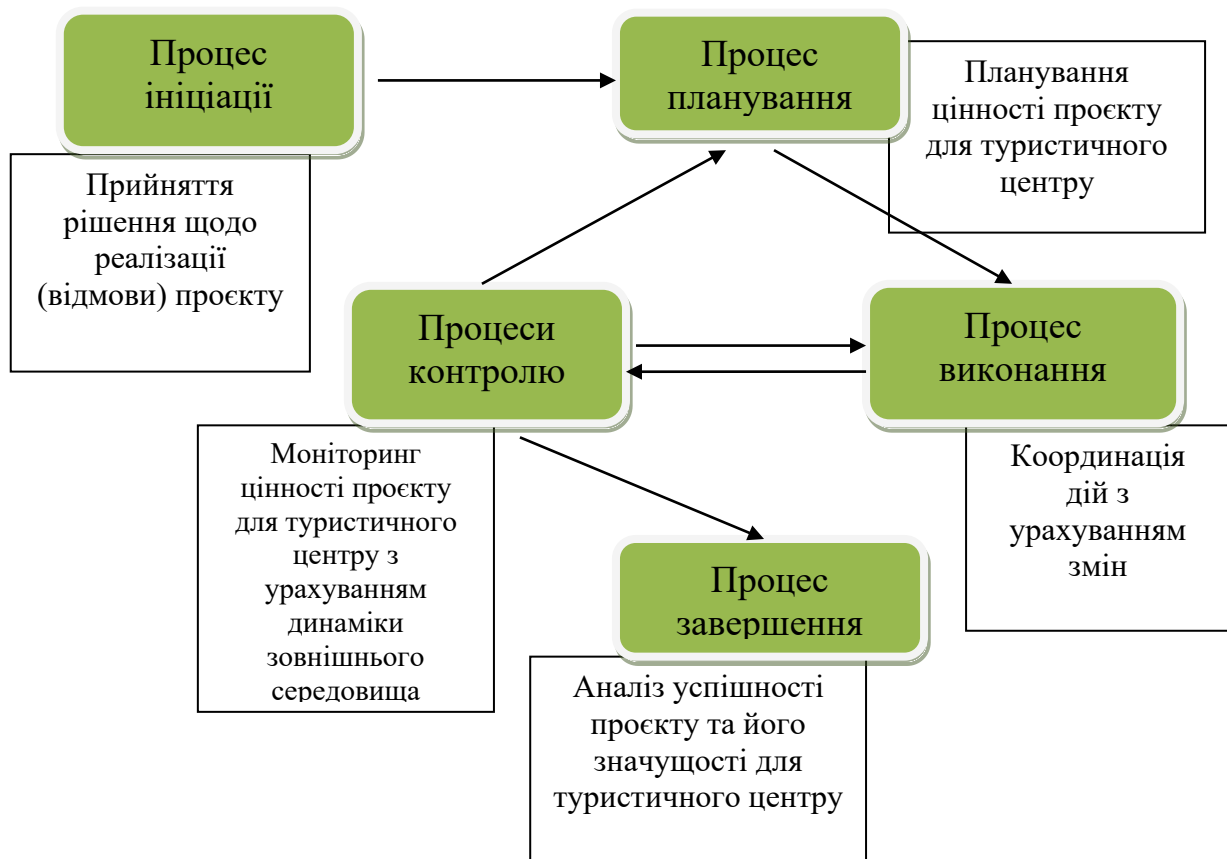 Процес
ініціації
Прийняття
рішення щодо
реалізації
(відмови) проєкту
Процес
планування
Планування
цінності проєкту
для туристичного
центру
Процеси
контролю
Моніторинг
цінності проєкту
для туристичного
центру з
урахуванням
динаміки
зовнішнього
середовища
Процес
виконання
Координація
дій з
урахуванням
змін
Процес
завершення
Аналіз успішності
проєкту та його
значущості для
туристичного центру